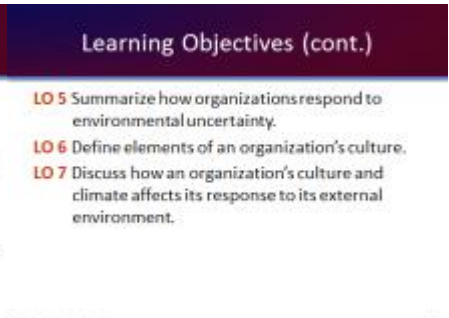 Learning Objectives (cont.)
LO 5 Summarize how organizations respond to
environmental uncertainty.
LO 6 Define elements of an organization's culture.
LO 7 Discuss how an organization's culture and
climate affects its response to its external
environment.